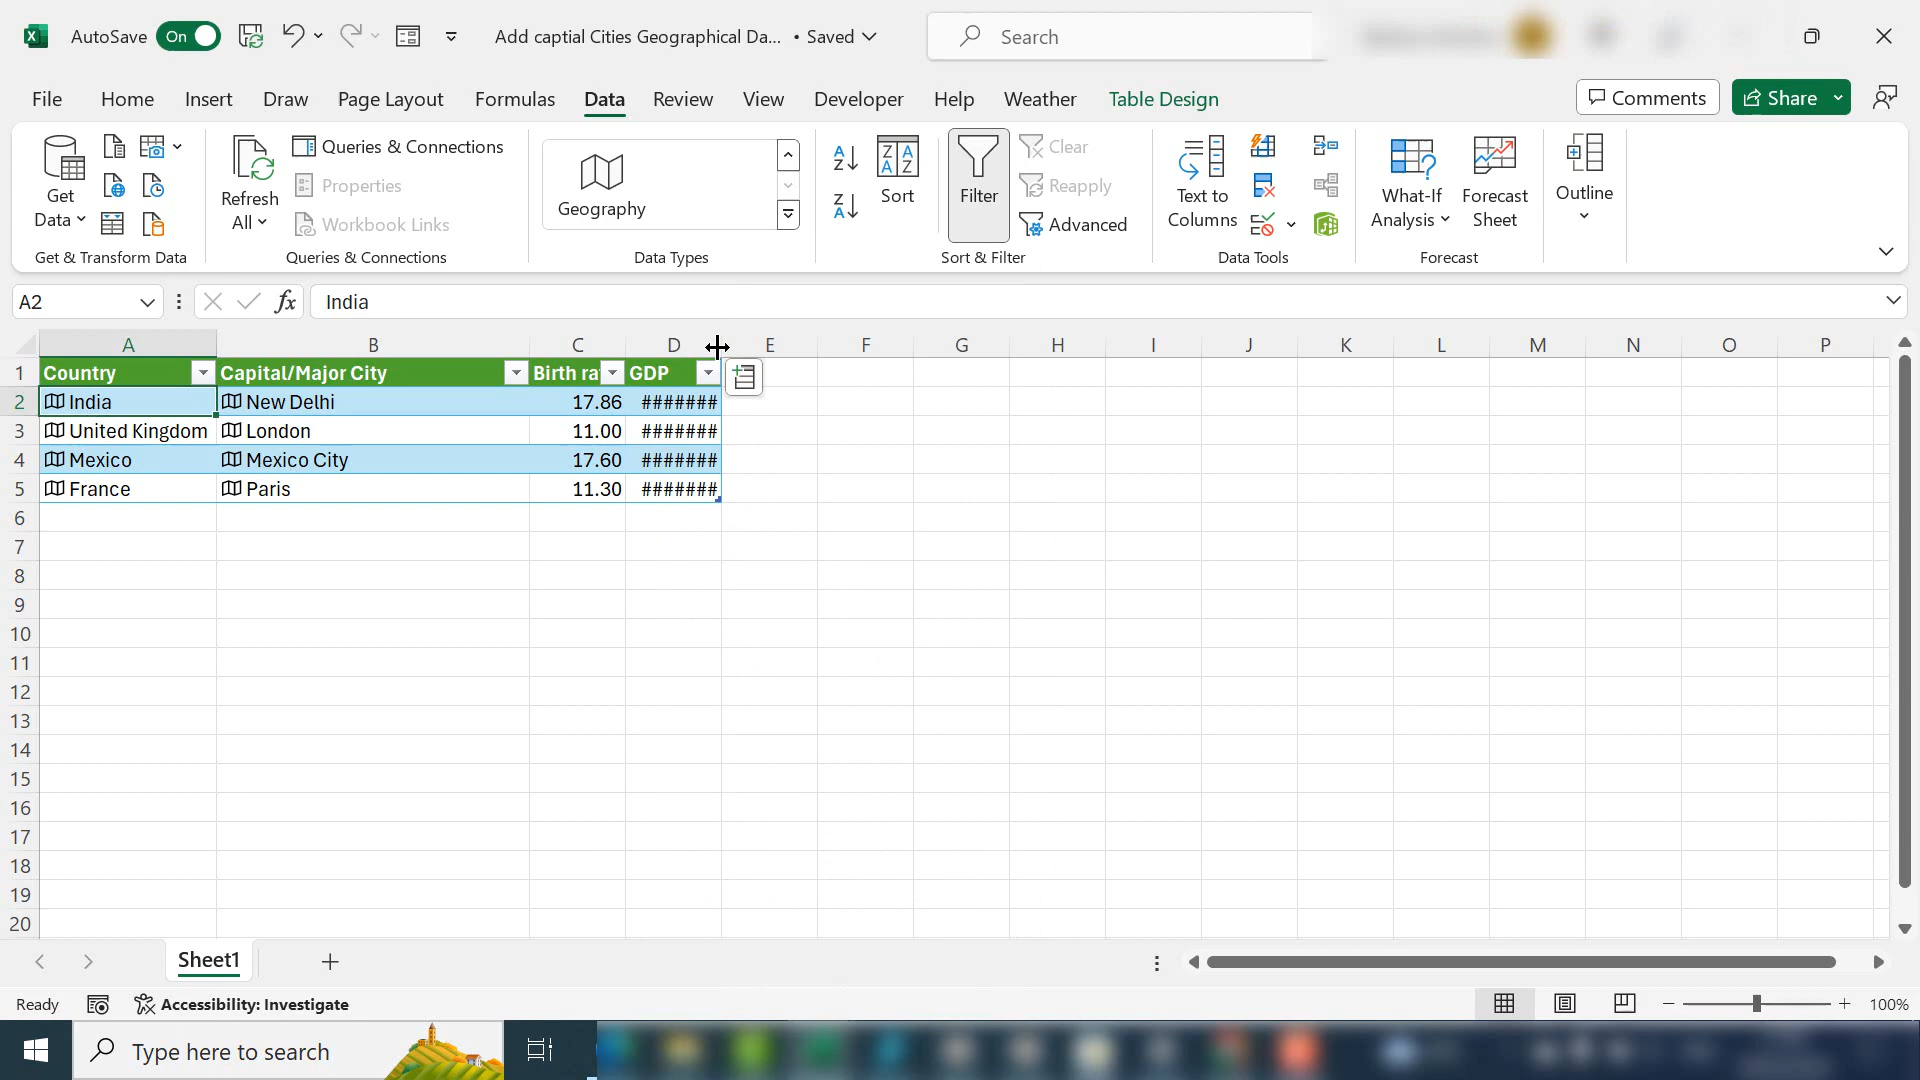 AutoSave On Add captial Cities Geographical Da... • Saved Search
File Home Insert Draw Page Layout Formulas Data Review View Developer Help Weather Table Design Comments Share
Get Data
Refresh All
Queries & Connections
Properties
Workbook Links
Geography
Sort
Filter
Clear
Reapply
Advanced
Text to Columns
What-If Analysis
Forecast Sheet
Outline
Get & Transform Data Queries & Connections Data Types Sort & Filter Data Tools Forecast
A2 fx India
A B C D E F G H I J K L M N O P
1 Country Capital/Major City Birth ra GDP
2 India New Delhi 17.86 #######
3 United Kingdom London 11.00 #######
4 Mexico Mexico City 17.60 #######
5 France Paris 11.30 #######
6
7
8
9
10
11
12
13
14
15
16
17
18
19
20
Sheet1
Ready Accessibility: Investigate 100%
Type here to search